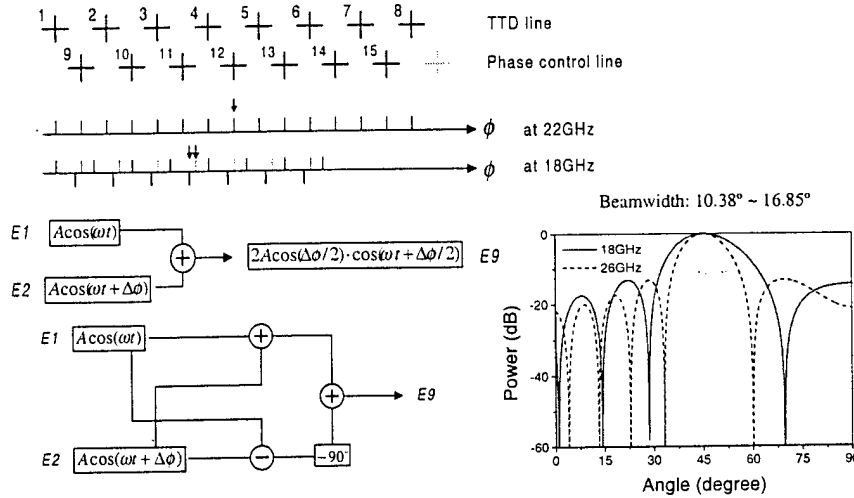 1 2 3 4 5 6 7 8 TTD line
9 10 11 12 13 14 15 Phase control line
ϕ at 22GHz
ϕ at 18GHz
E1 Acos(ωt)
E2 Acos(ωt + Δϕ)
2Acos(Δϕ/2)·cos(ωt + Δϕ/2) E9
E1 Acos(ωt)
E9
E2 Acos(ωt + Δϕ) -90°
Beamwidth: 10.38° ~ 16.85°
18GHz
26GHz
Power (dB)
0
-20
-40
-60
0 15 30 45 60 75 90
Angle (degree)